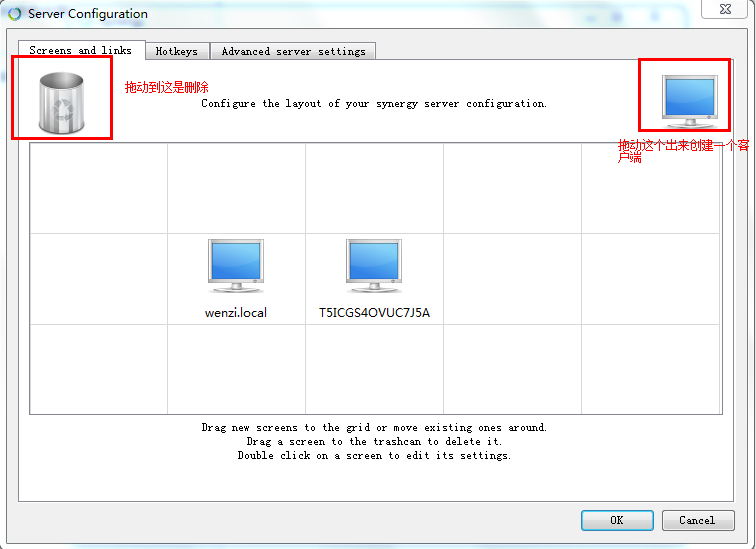 Server Configuration
Screens and links
Hotkeys
Advanced server settings
拖动到这是删除
Configure the layout of your synergy server configuration.
拖动这个出来创建一个客
户端
wenzi.local
T5ICGS4OVUC7J5A
Drag new screens to the grid or move existing ones around.
Drag a screen to the trashcan to delete it.
Double click on a screen to edit its settings.
OK
Cancel